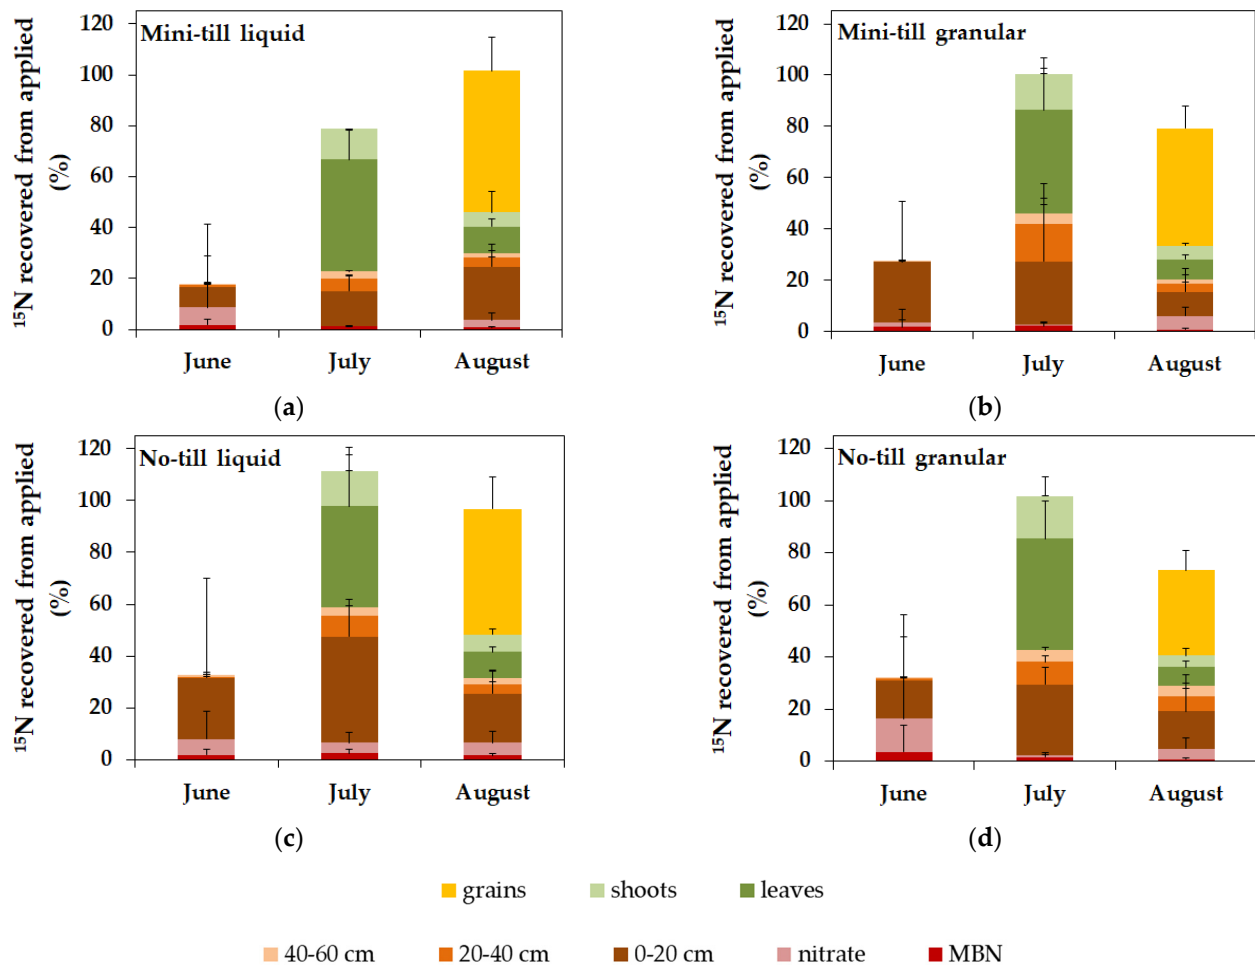 120
100
80
60
40
20
0
¹⁵N recovered from applied
(%)
Mini-till liquid
June July August
(a)
120
100
80
60
40
20
0
¹⁵N recovered from applied
(%)
Mini-till granular
June July August
(b)
120
100
80
60
40
20
0
¹⁵N recovered from applied
(%)
No-till liquid
June July August
(c)
120
100
80
60
40
20
0
¹⁵N recovered from applied
(%)
No-till granular
June July August
(d)
grains shoots leaves
40-60 cm 20-40 cm 0-20 cm nitrate MBN